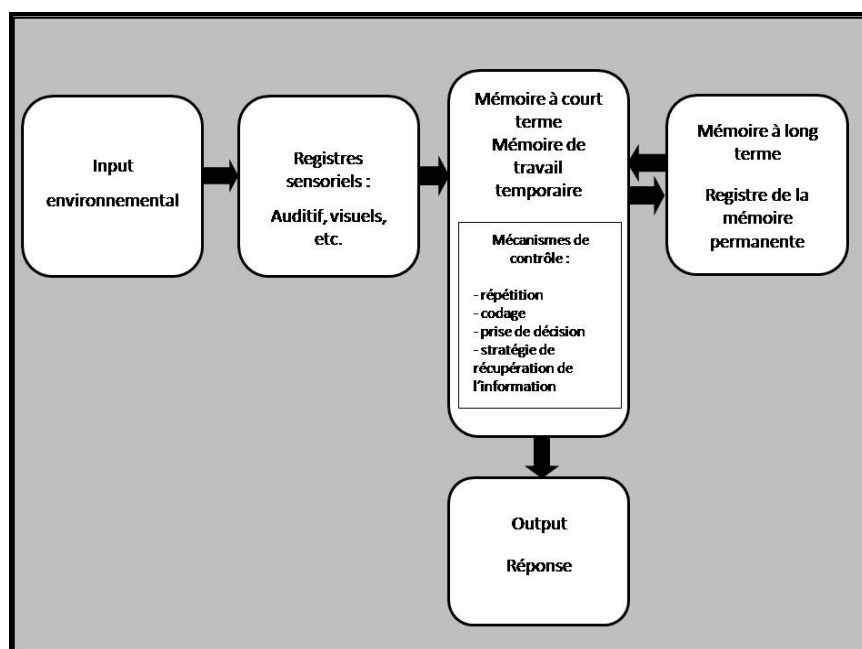 Input
environnemental
Registres
sensoriels :
Auditif, visuels,
etc.
Mémoire à court
terme
Mémoire de
travail
temporaire
Mécanismes de
contrôle :
- répétition
- codage
- prise de décision
- stratégie de
récupération de
l'information
Mémoire à long
terme
Registre de la
mémoire
permanente
Output
Réponse